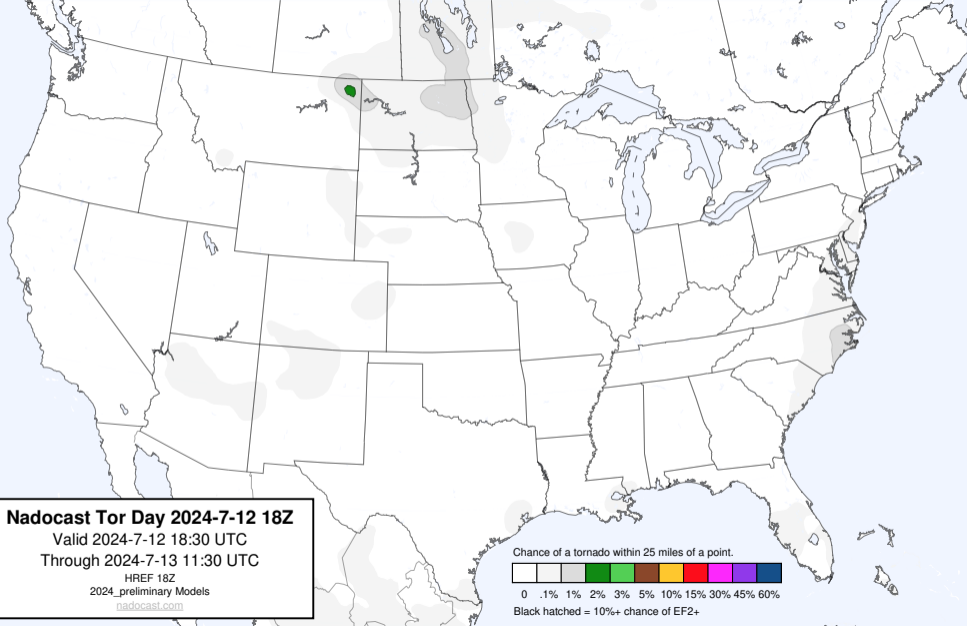 Nadocast Tor Day 2024-7-12 18Z
Valid 2024-7-12 18:30 UTC
Through 2024-7-13 11:30 UTC
HREF 18Z
2024_preliminary Models
nadocast.com
Chance of a tornado within 25 miles of a point.
0 .1% 1% 2% 3% 5% 10% 15% 30% 45% 60%
Black hatched = 10%+ chance of EF2+